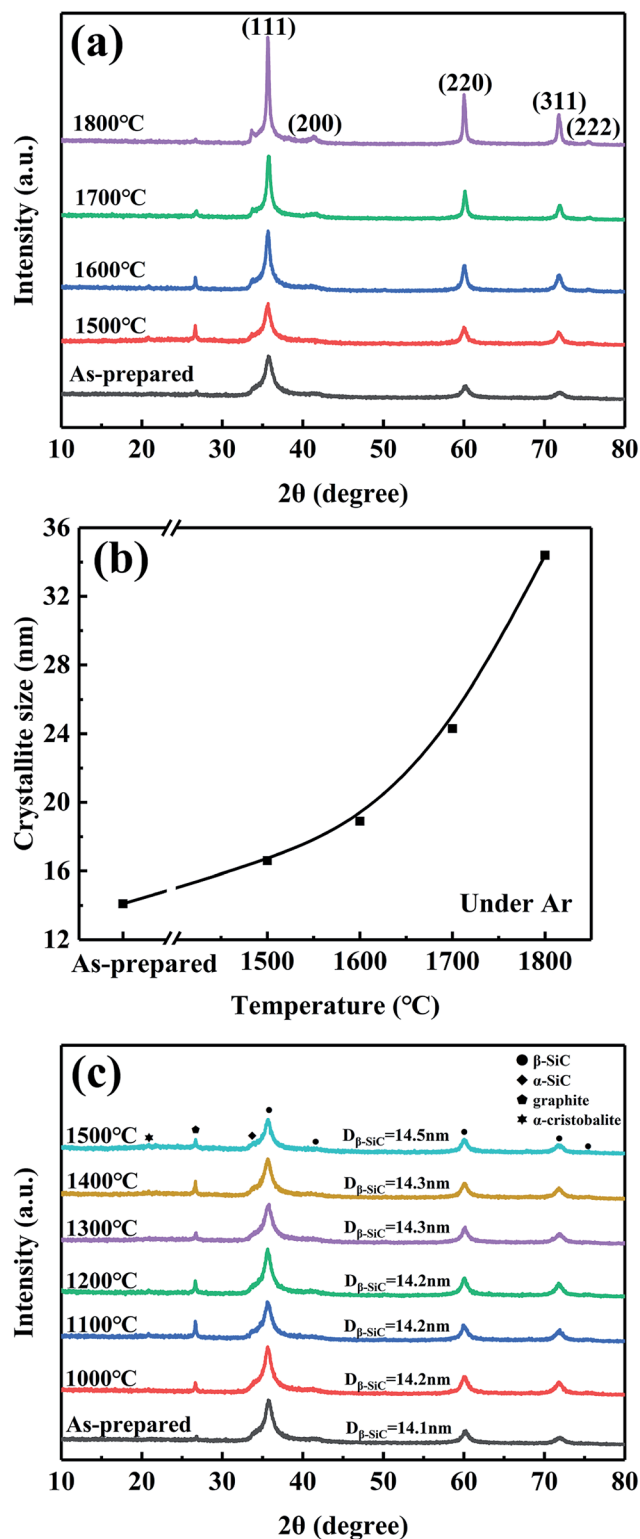 (a)
(111)
(200)
(220)
(311)
(222)
1800℃
1700℃
1600℃
1500℃
As-prepared
Intensity (a.u.)
10 20 30 40 50 60 70 80
2θ (degree)
(b)
36
32
28
24
20
16
12
Crystallite size (nm)
Under Ar
As-prepared 1500 1600 1700 1800
Temperature (℃)
(c)
β-SiC
α-SiC
graphite
α-cristobalite
1500℃ Dβ-SiC=14.5nm
1400℃ Dβ-SiC=14.3nm
1300℃ Dβ-SiC=14.3nm
1200℃ Dβ-SiC=14.2nm
1100℃ Dβ-SiC=14.2nm
1000℃ Dβ-SiC=14.2nm
As-prepared Dβ-SiC=14.1nm
Intensity (a.u.)
10 20 30 40 50 60 70 80
2θ (degree)